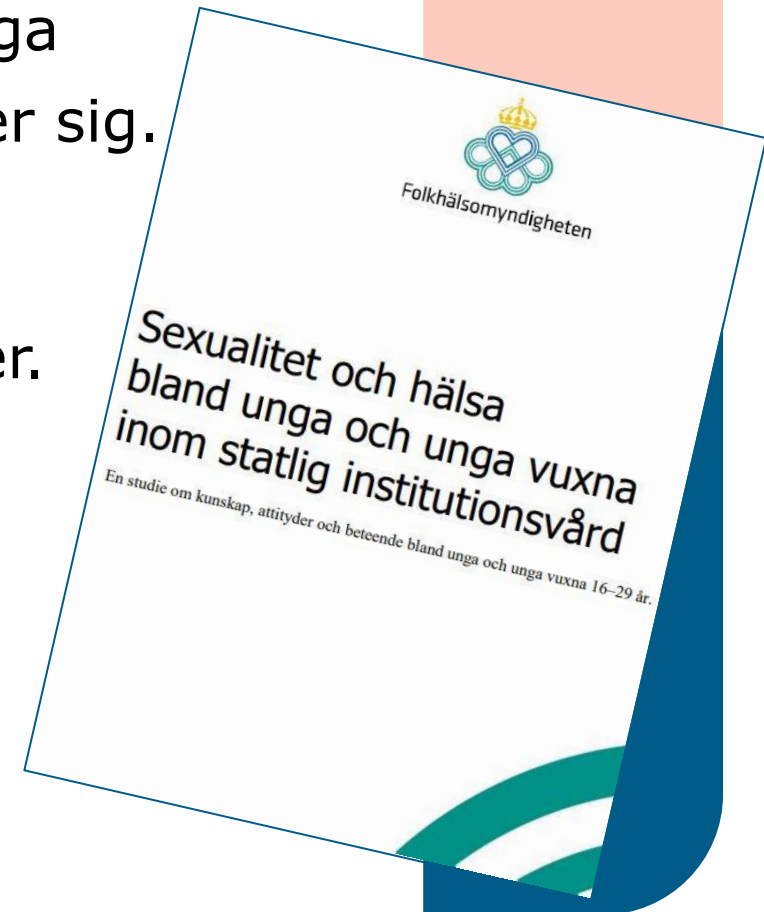 ga
er sig.
er.
Folkhälsomyndigheten
Sexualitet och hälsa
bland unga och unga vuxna
inom statlig institutionsvård
En studie om kunskap, attityder och beteende bland unga och unga vuxna 16–29 år.